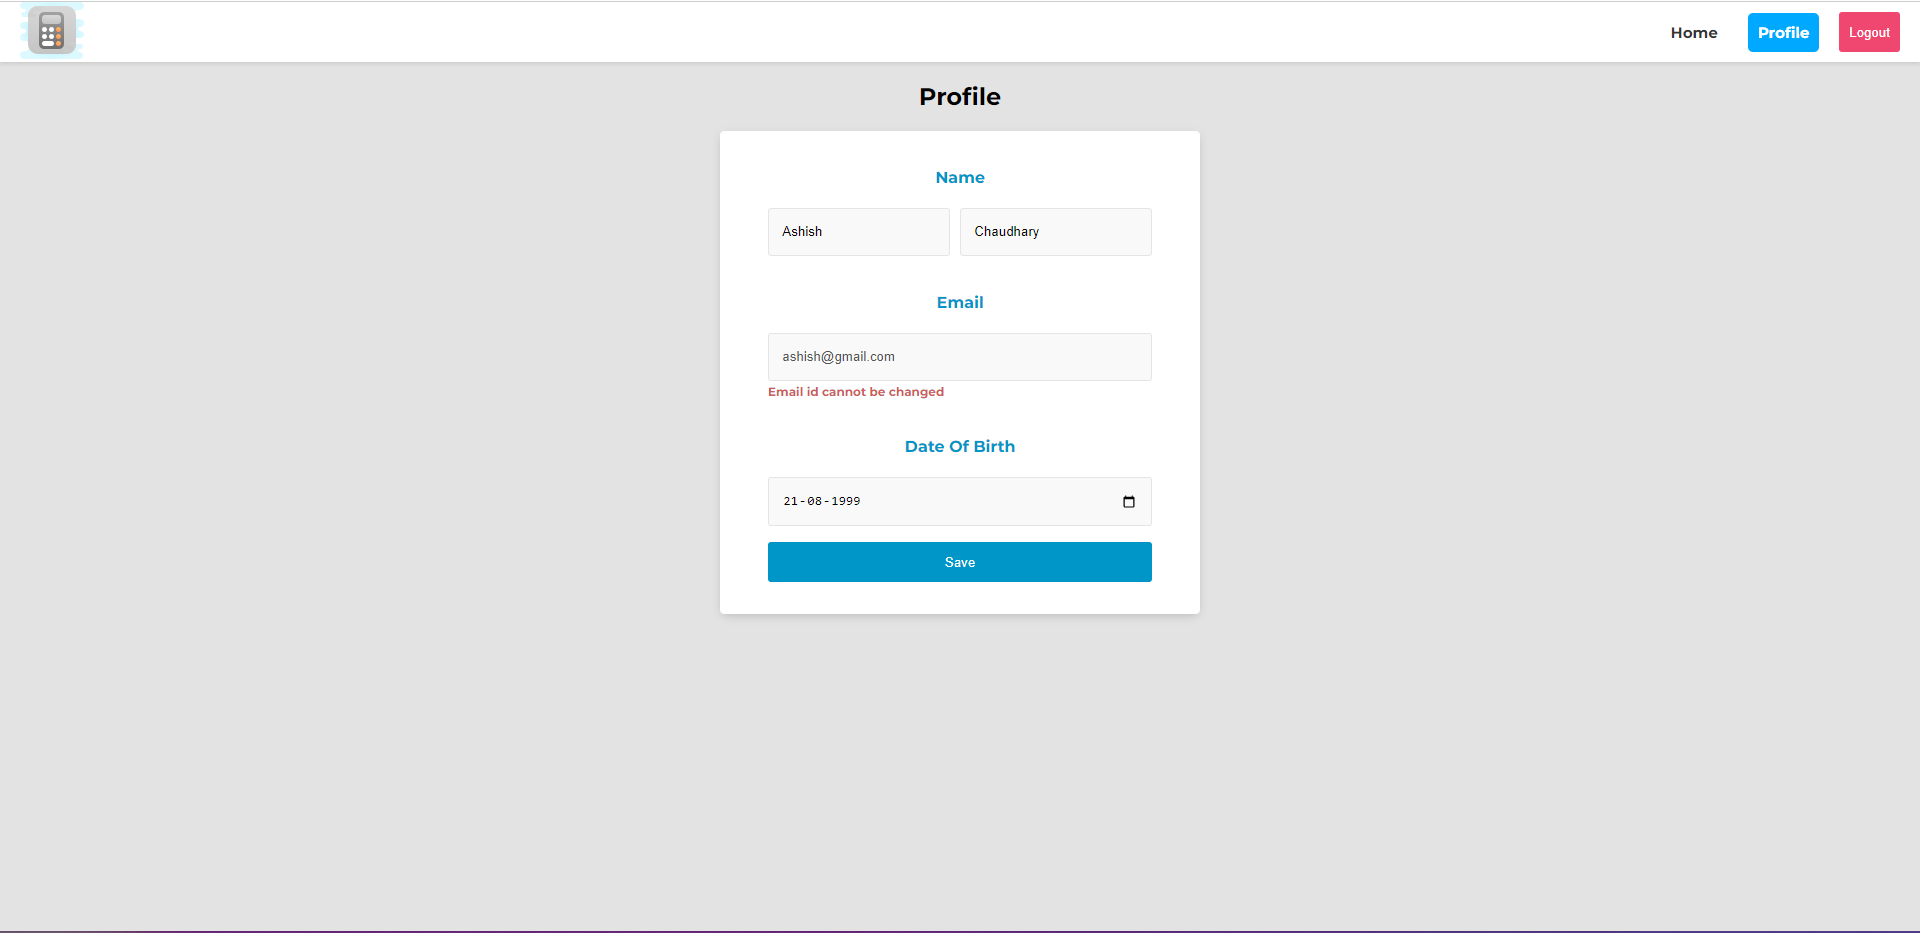 Home Profile Logout
Profile
Name
Ashish Chaudhary
Email
ashish@gmail.com
Email id cannot be changed
Date Of Birth
21-08-1999
Save